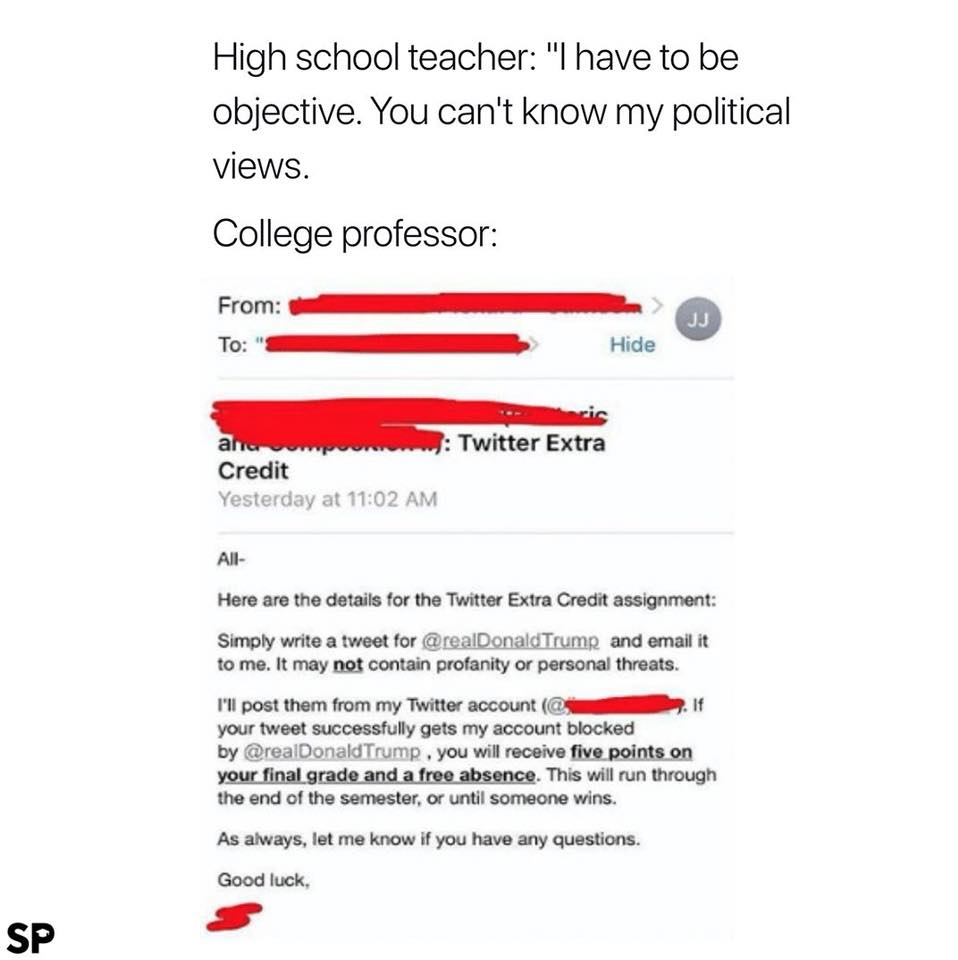 High school teacher: "I have to be
objective. You can't know my political
views.
College professor:
From:
JJ
To: "
Hide
: Twitter Extra
Credit
Yesterday at 11:02 AM
All-
Here are the details for the Twitter Extra Credit assignment:
Simply write a tweet for @realDonaldTrump and email it
to me. It may not contain profanity or personal threats.
I'll post them from my Twitter account (@ ). If
your tweet successfully gets my account blocked
by @realDonaldTrump , you will receive five points on
your final grade and a free absence. This will run through
the end of the semester, or until someone wins.
As always, let me know if you have any questions.
Good luck,
SP